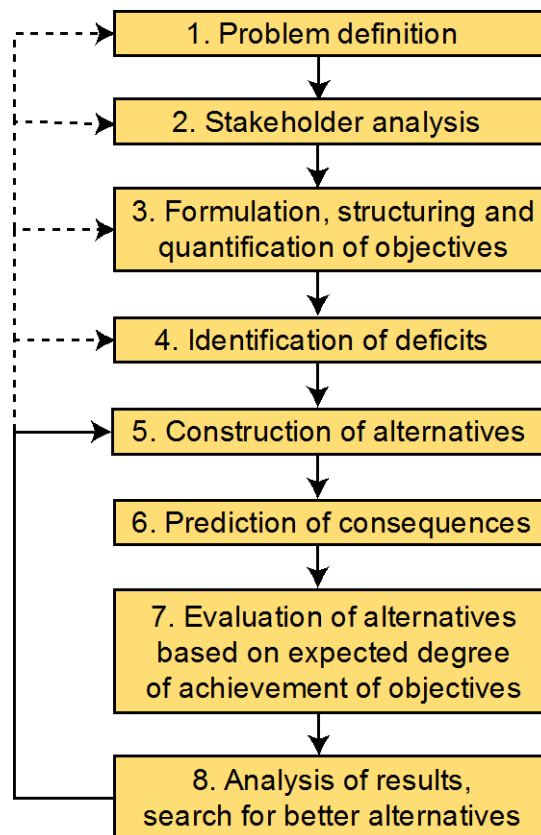 1. Problem definition
2. Stakeholder analysis
3. Formulation, structuring and
quantification of objectives
4. Identification of deficits
5. Construction of alternatives
6. Prediction of consequences
7. Evaluation of alternatives
based on expected degree
of achievement of objectives
8. Analysis of results,
search for better alternatives